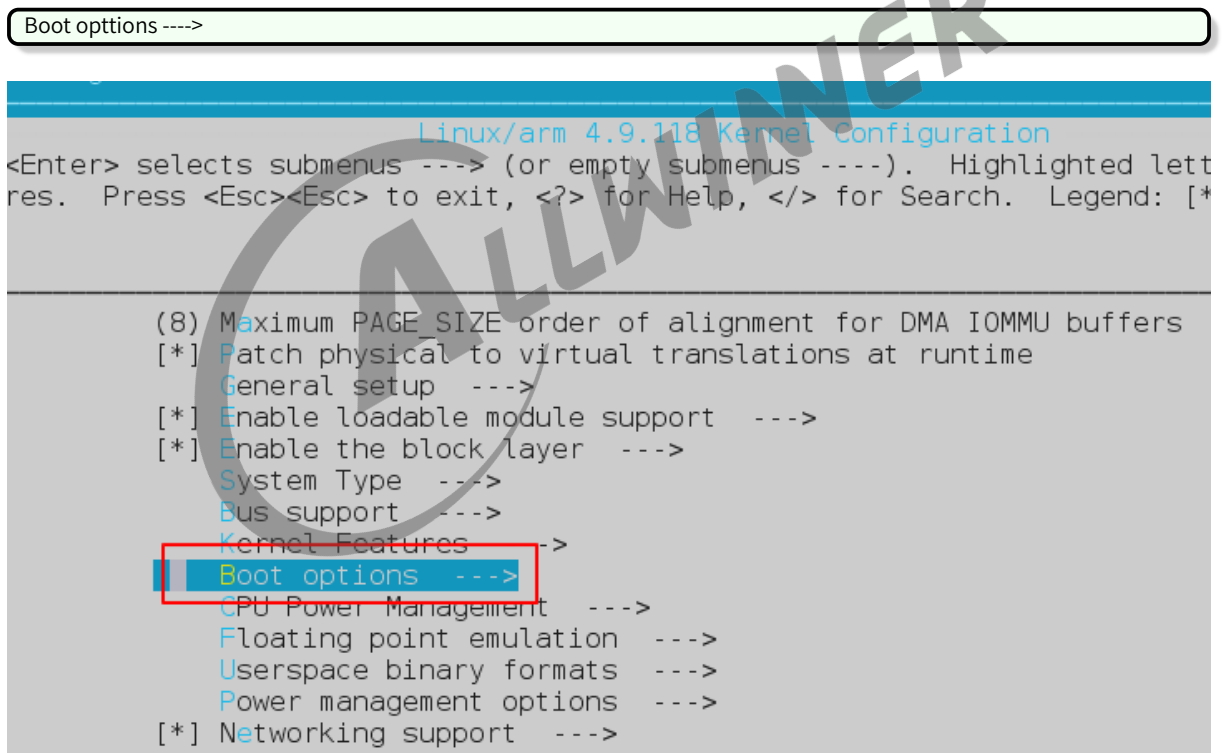 Boot opttions ---->
ALLWINNER
Linux/arm 4.9.118 Kernel Configuration
<Enter> selects submenus ---> (or empty submenus ----).  Highlighted lett
res.  Press <Esc><Esc> to exit, <?> for Help, </> for Search.  Legend: [*
(8) Maximum PAGE_SIZE order of alignment for DMA IOMMU buffers
[*] Patch physical to virtual translations at runtime
General setup  --->
[*] Enable loadable module support  --->
[*] Enable the block layer  --->
System Type  --->
Bus support  --->
Kernel Features  --->
Boot options  --->
CPU Power Management  --->
Floating point emulation  --->
Userspace binary formats  --->
Power management options  --->
[*] Networking support  --->